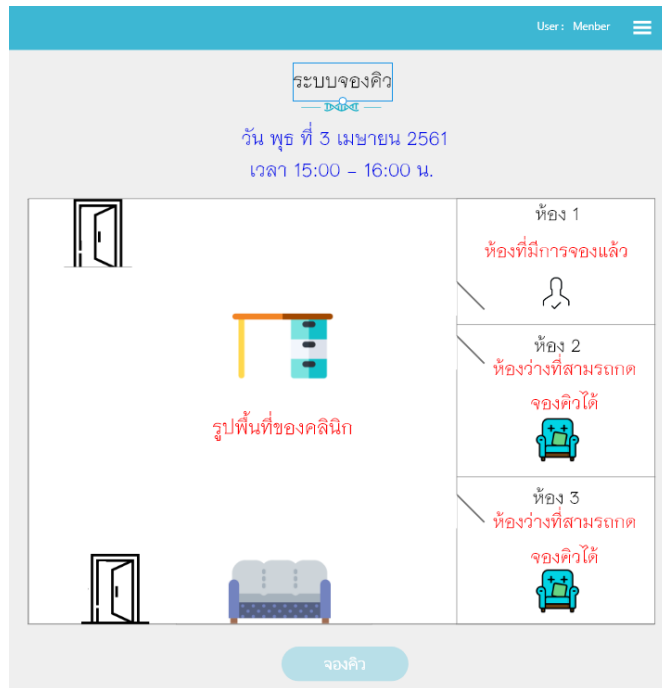 User: Menber
ระบบจองคิว
วัน พุธ ที่ 3 เมษายน 2561
เวลา 15:00 - 16:00 น.
ห้อง 1
ห้องที่มีการจองแล้ว
ห้อง 2
ห้องว่างที่สามรถกด
จองคิวได้
รูปพื้นที่ของคลินิก
ห้อง 3
ห้องว่างที่สามรถกด
จองคิวได้
จองคิว